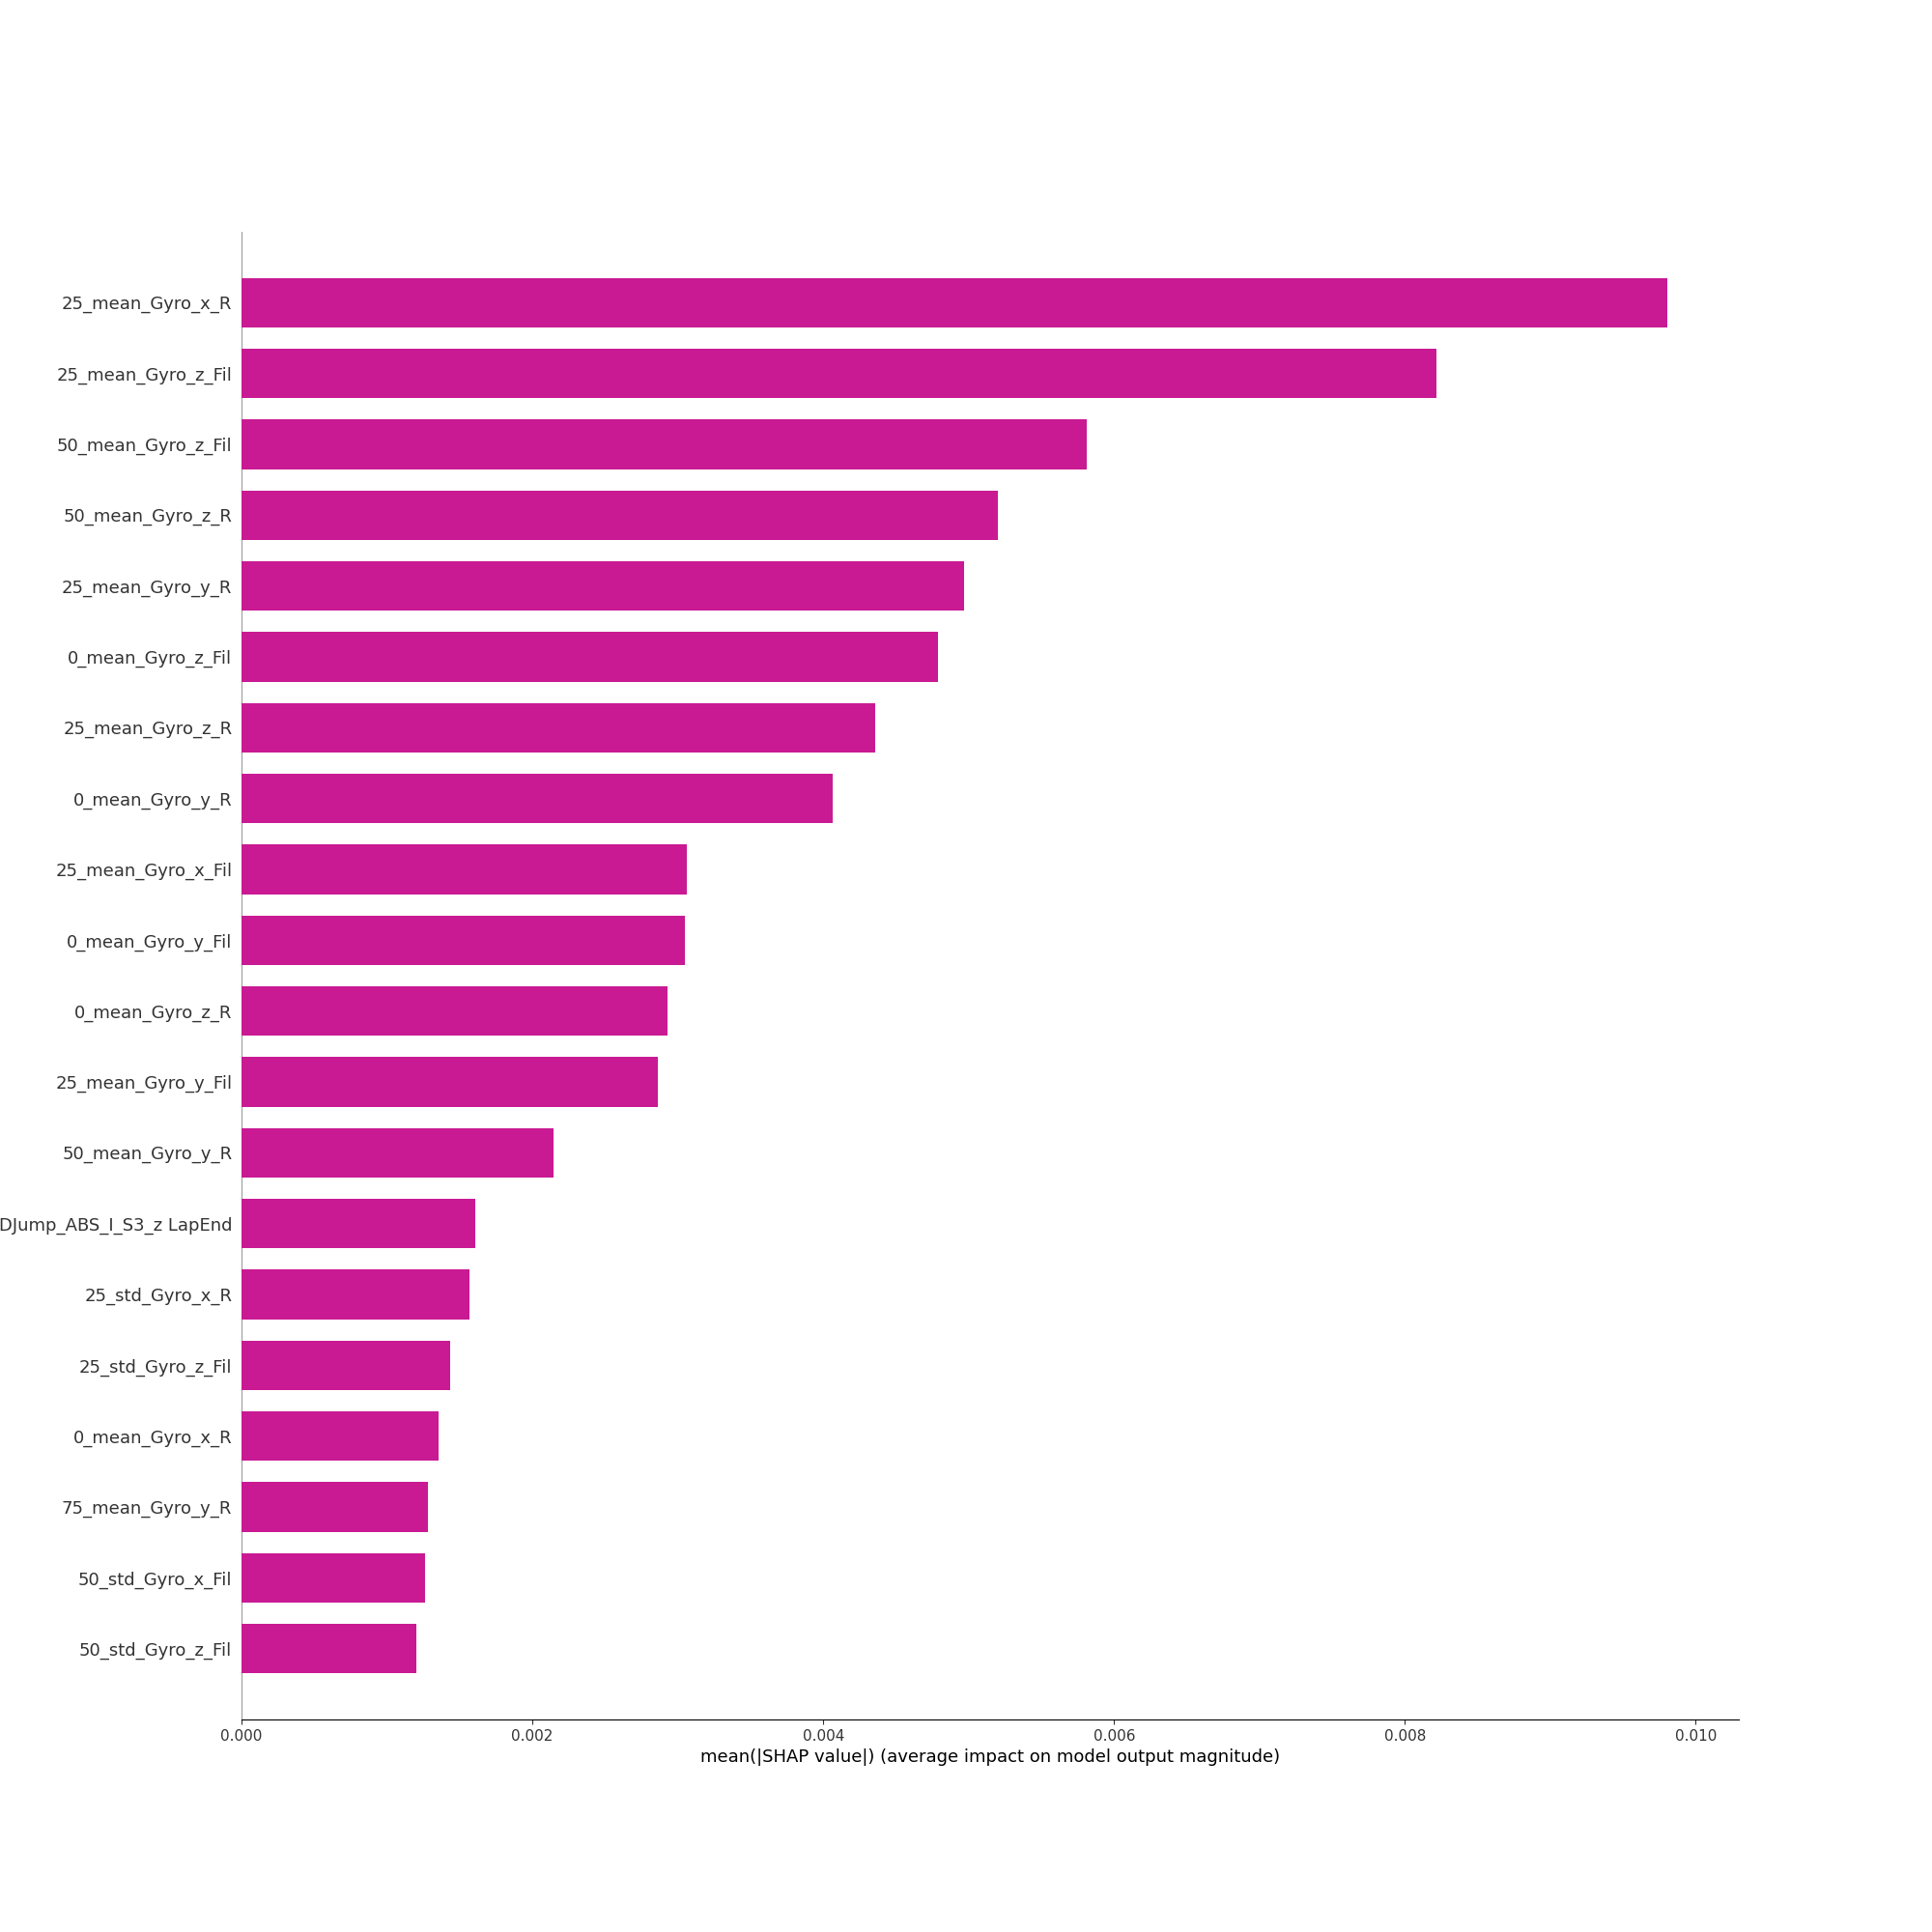 25_mean_Gyro_x_R
25_mean_Gyro_z_Fil
50_mean_Gyro_z_Fil
50_mean_Gyro_z_R
25_mean_Gyro_y_R
0_mean_Gyro_z_Fil
25_mean_Gyro_z_R
0_mean_Gyro_y_R
25_mean_Gyro_x_Fil
0_mean_Gyro_y_Fil
0_mean_Gyro_z_R
25_mean_Gyro_y_Fil
50_mean_Gyro_y_R
DJump_ABS_I_S3_z LapEnd
25_std_Gyro_x_R
25_std_Gyro_z_Fil
0_mean_Gyro_x_R
75_mean_Gyro_y_R
50_std_Gyro_x_Fil
50_std_Gyro_z_Fil
0.000 0.002 0.004 0.006 0.008 0.010
mean(|SHAP value|) (average impact on model output magnitude)